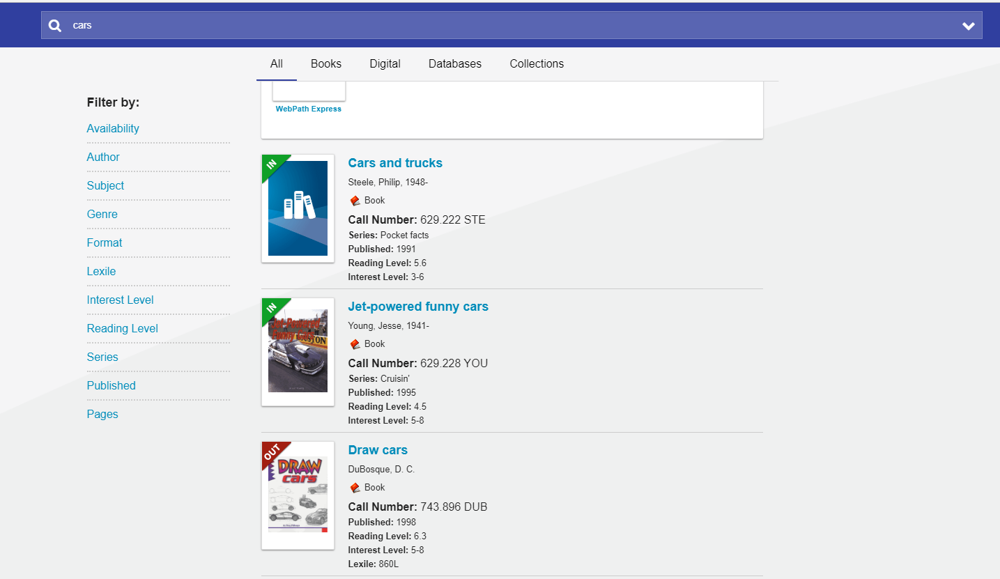 cars
All Books Digital Databases Collections
WebPath Express
Filter by:
Availability
Author
Subject
Genre
Format
Lexile
Interest Level
Reading Level
Series
Published
Pages
IN
Cars and trucks
Steele, Philip, 1948-
Book
Call Number: 629.222 STE
Series: Pocket facts
Published: 1991
Reading Level: 5.6
Interest Level: 3-6
IN
Jet-Powered
Funny Cars
Jet-powered funny cars
Young, Jesse, 1941-
Book
Call Number: 629.228 YOU
Series: Cruisin'
Published: 1995
Reading Level: 4.5
Interest Level: 5-8
OUT
DRAW
cars
Draw cars
DuBosque, D. C.
Book
Call Number: 743.896 DUB
Published: 1998
Reading Level: 6.3
Interest Level: 5-8
Lexile: 860L